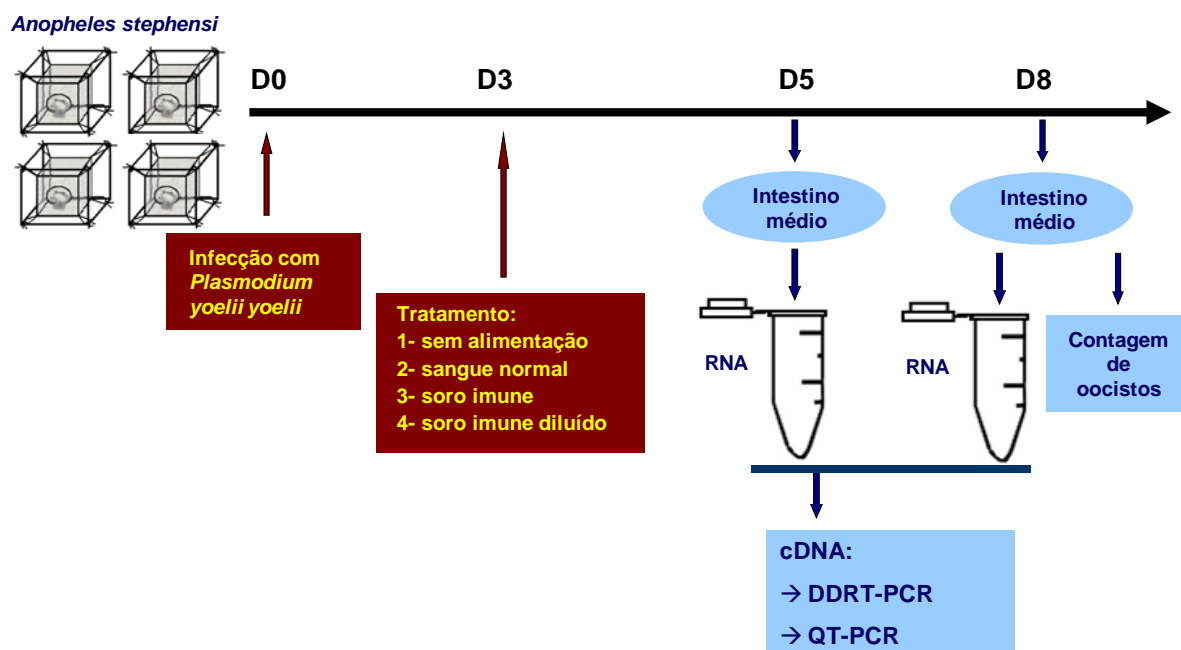 Anopheles stephensi
D0
D3
D5
D8
Infecção com
Plasmodium
yoelii yoelii
Tratamento:
1- sem alimentação
2- sangue normal
3- soro imune
4- soro imune diluído
Intestino
médio
Intestino
médio
RNA
RNA
Contagem
de
oocistos
cDNA:
→ DDRT-PCR
→ QT-PCR